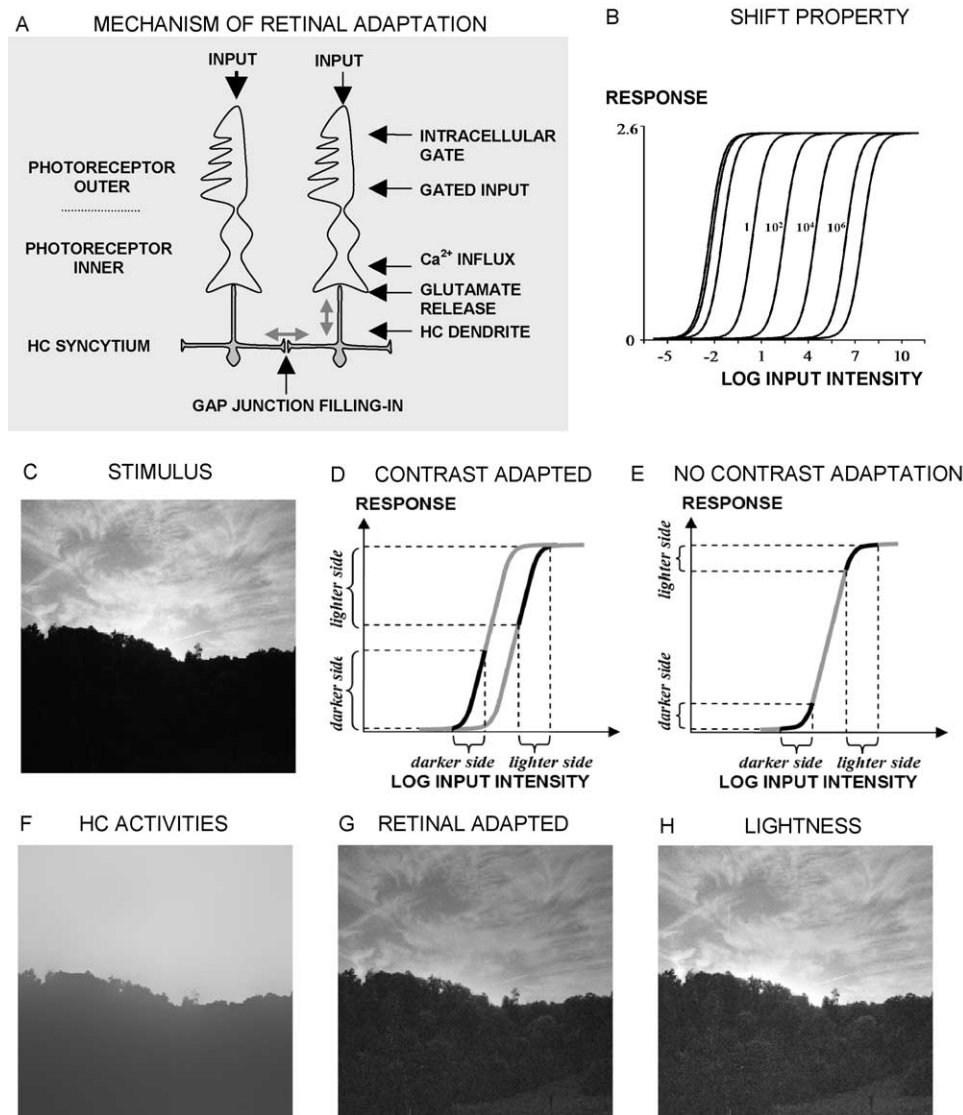 A MECHANISM OF RETINAL ADAPTATION
INPUT INPUT
INTRACELLULAR
GATE
PHOTORECEPTOR
OUTER
GATED INPUT
PHOTORECEPTOR
INNER
Ca²⁺ INFLUX
GLUTAMATE
RELEASE
HC SYNCYTIUM
HC DENDRITE
GAP JUNCTION FILLING-IN
B SHIFT PROPERTY
RESPONSE
2.6
1 10² 10⁴ 10⁶
0
-5 -2 1 4 7 10
LOG INPUT INTENSITY
C STIMULUS
D CONTRAST ADAPTED
RESPONSE
lighter side
darker side
darker side lighter side
LOG INPUT INTENSITY
E NO CONTRAST ADAPTATION
RESPONSE
lighter side
darker side
darker side lighter side
LOG INPUT INTENSITY
F HC ACTIVITIES
G RETINAL ADAPTED
H LIGHTNESS